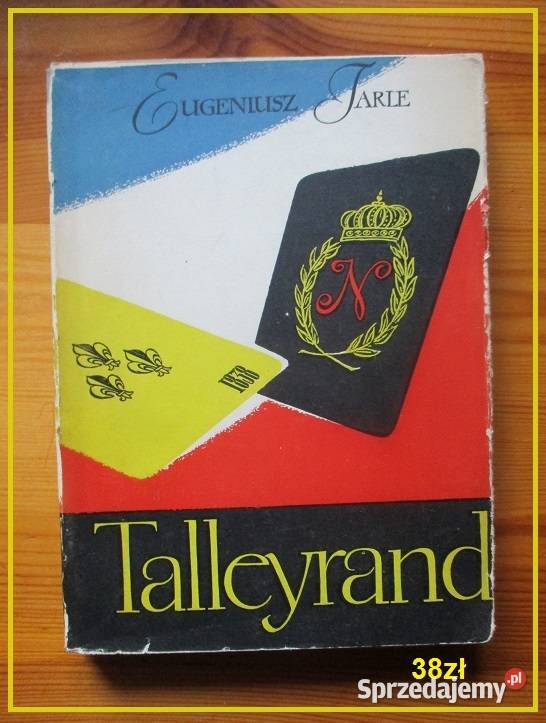 Eugeniusz Tarle
N
1838
Talleyrand
38zł
Sprzedajemy.pl